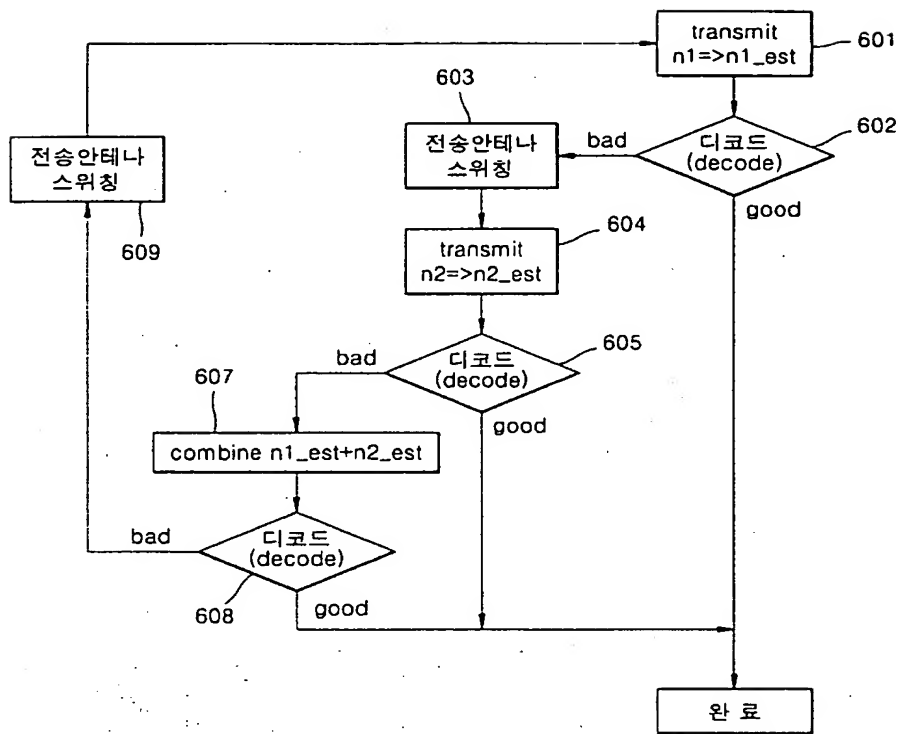 transmit
n1=>n1_est
601
디코드
(decode)
602
bad
good
603
전송안테나
스위칭
604
transmit
n2=>n2_est
디코드
(decode)
605
bad
good
607
combine n1_est+n2_est
디코드
(decode)
608
bad
good
전송안테나
스위칭
609
완 료